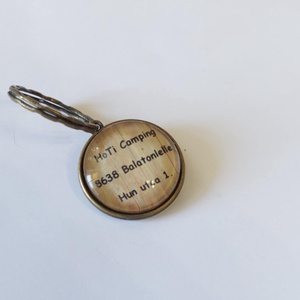 HoTi Camping
8638 Balatonlelle
Hun utca 1.